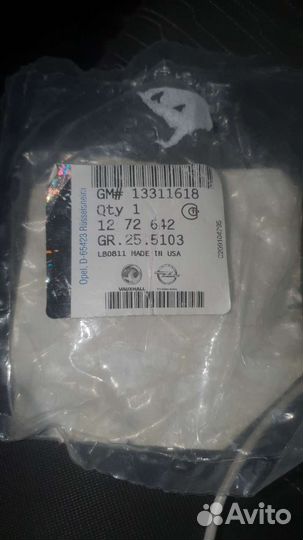 Opel, D-65423 Rüsselsheim
GM# 13311618
Qty 1
12 72 642
GR.25.5103
LB0811 MADE IN USA
VAUXHALL
Avito